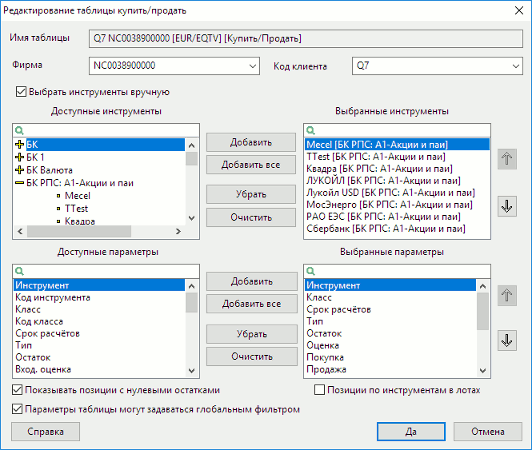 Редактирование таблицы купить/продать
Имя таблицы Q7 NC0038900000 [EUR/EQTV] [Купить/Продать]
Фирма NC0038900000 Код клиента Q7
Выбрать инструменты вручную
Доступные инструменты Выбранные инструменты
БК
БК 1
БК Валюта
БК РПС: А1-Акции и паи
Mecel
TTest
Квадра
Добавить
Добавить все
Убрать
Очистить
Mecel [БК РПС: А1-Акции и паи]
TTest [БК РПС: А1-Акции и паи]
Квадра [БК РПС: А1-Акции и паи]
ЛУКОЙЛ [БК РПС: А1-Акции и паи]
Лукойл USD [БК РПС: А1-Акции и паи]
МосЭнерго [БК РПС: А1-Акции и паи]
РАО ЕЭС [БК РПС: А1-Акции и паи]
Сбербанк [БК РПС: А1-Акции и паи]
Доступные параметры Выбранные параметры
Инструмент
Код инструмента
Класс
Код класса
Срок расчётов
Тип
Остаток
Вход. оценка
Добавить
Добавить все
Убрать
Очистить
Инструмент
Класс
Срок расчётов
Тип
Остаток
Оценка
Покупка
Продажа
Показывать позиции с нулевыми остатками Позиции по инструментам в лотах
Параметры таблицы могут задаваться глобальным фильтром
Справка Да Отмена